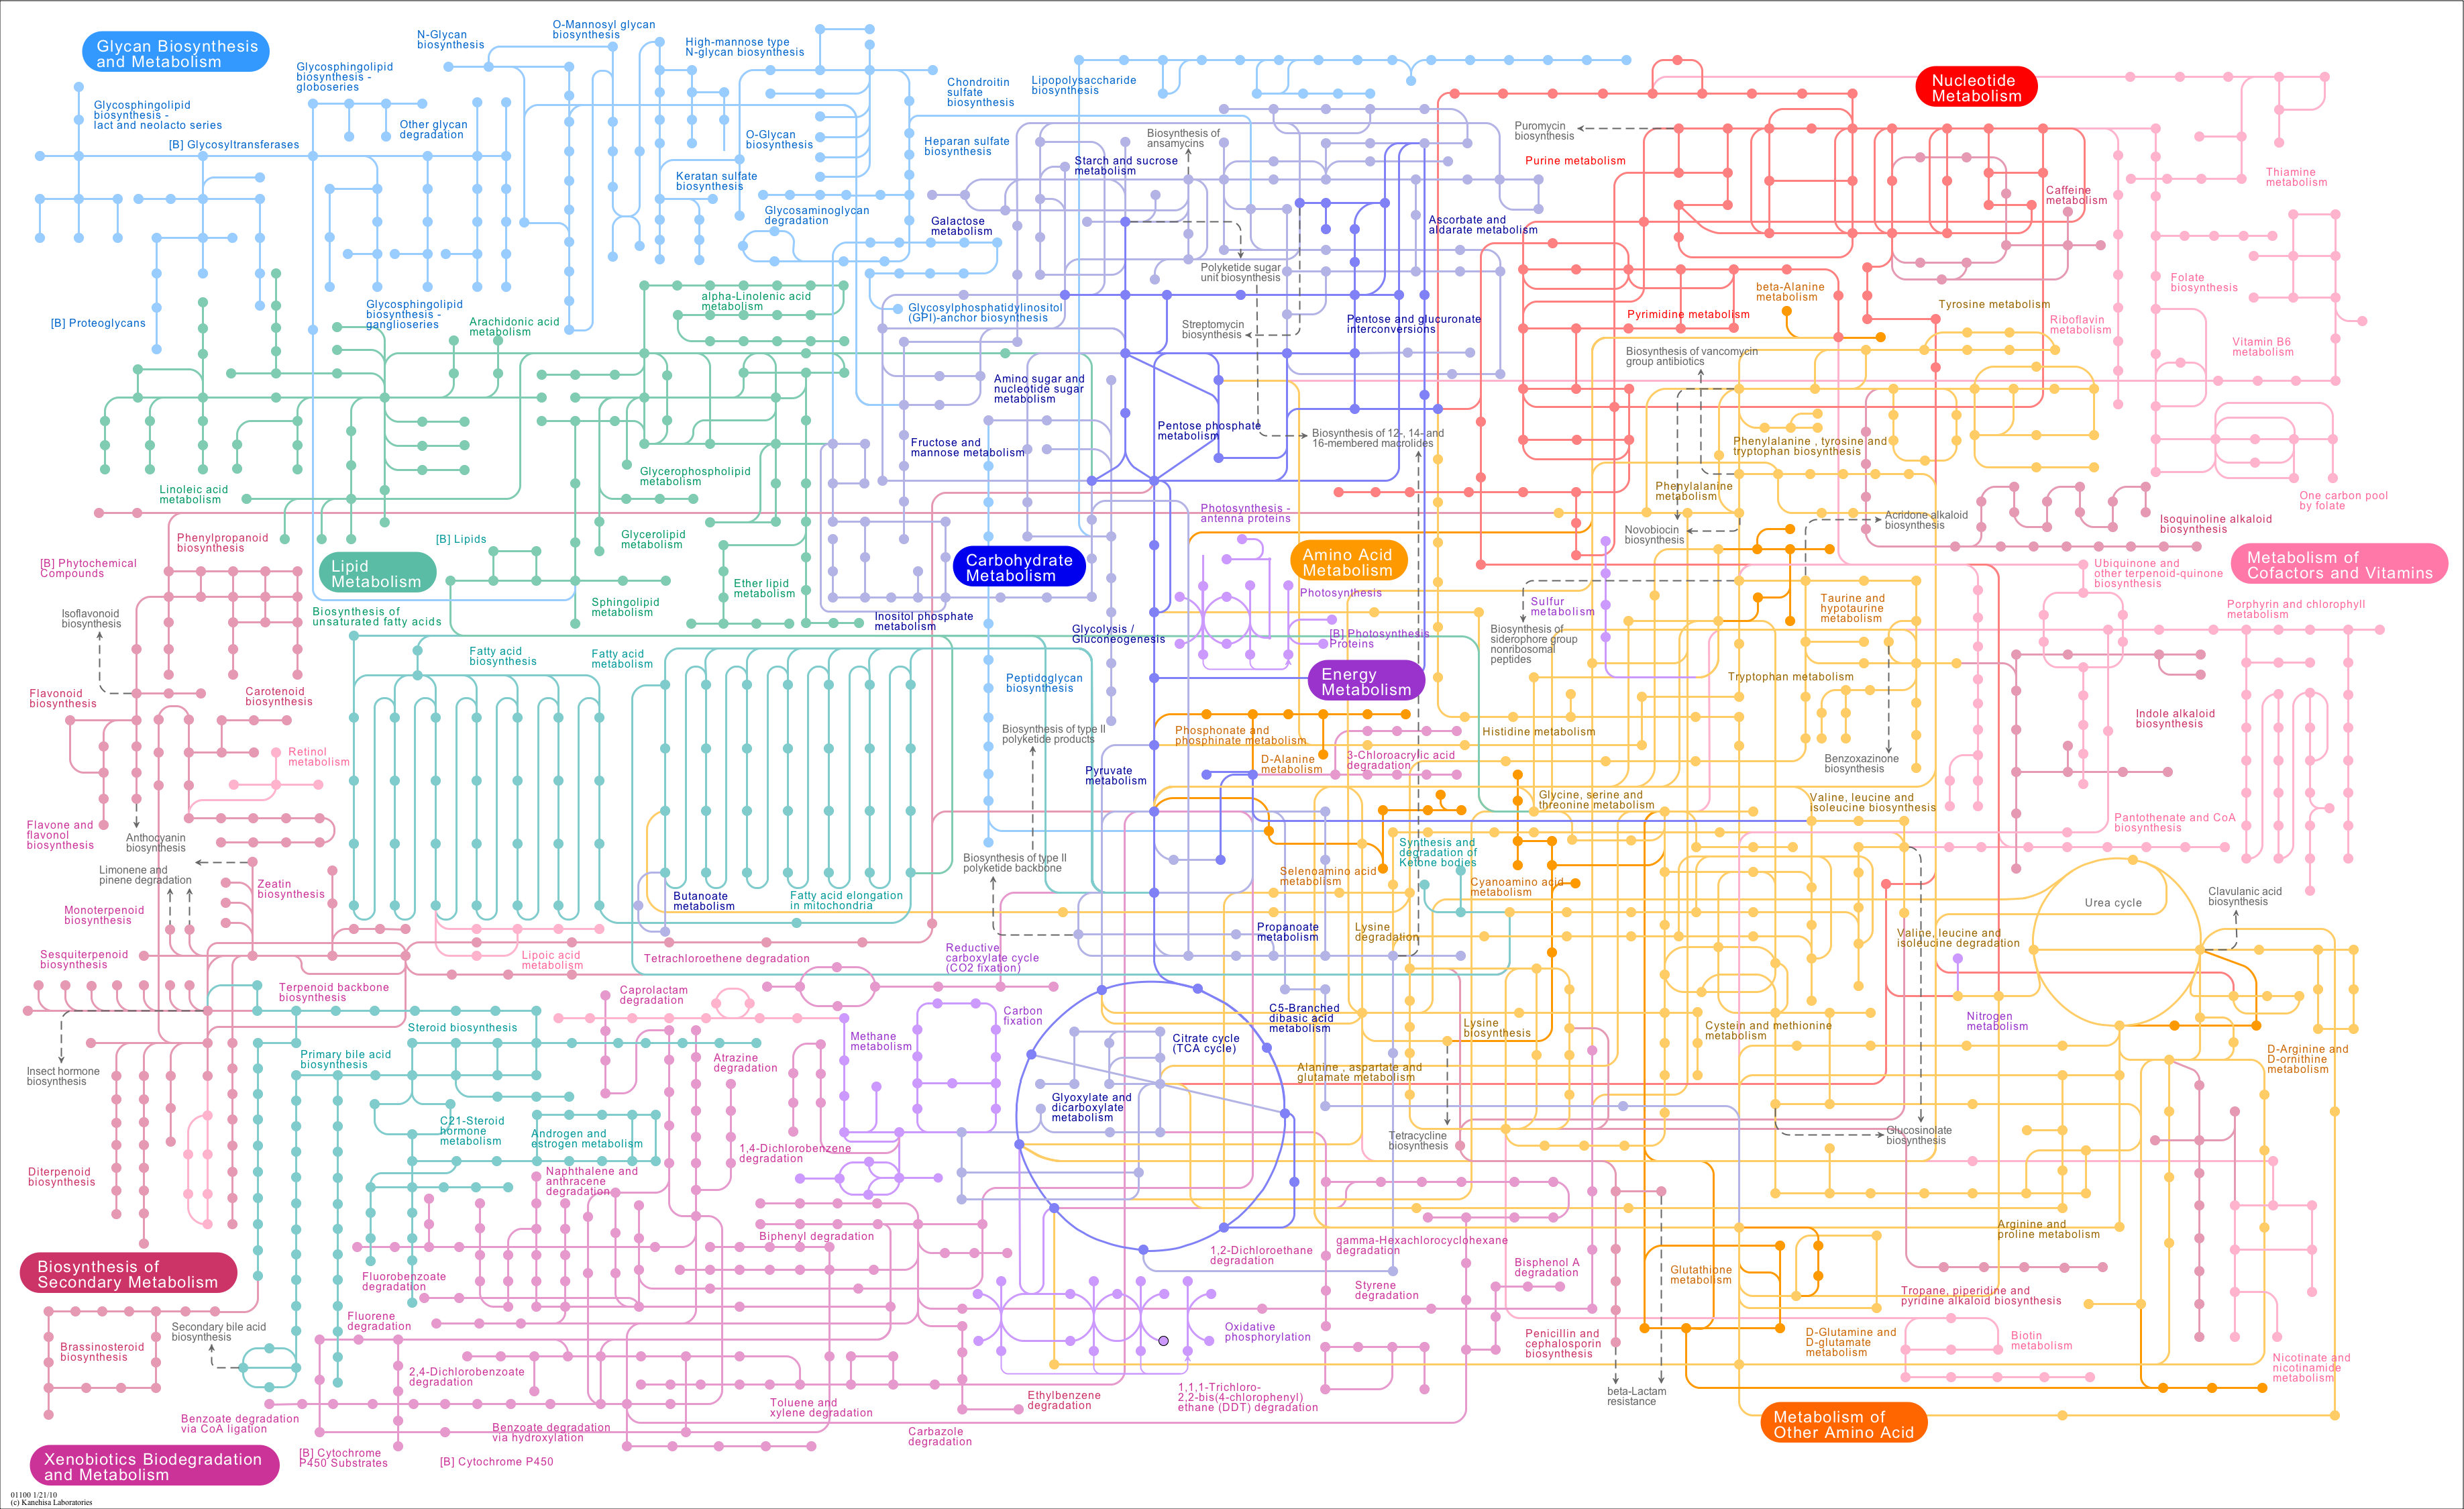 Glycan Biosynthesis
and Metabolism
N-Glycan
biosynthesis
O-Mannosyl glycan
biosynthesis
High-mannose type
N-glycan biosynthesis
Glycosphingolipid
biosynthesis -
globoseries
Chondroitin
sulfate
biosynthesis
Lipopolysaccharide
biosynthesis
Nucleotide
Metabolism
Glycosphingolipid
biosynthesis -
lact and neolacto series
Other glycan
degradation
[B] Glycosyltransferases
O-Glycan
biosynthesis
Heparan sulfate
biosynthesis
Biosynthesis of
ansamycins
Puromycin
biosynthesis
Starch and sucrose
metabolism
Purine metabolism
Keratan sulfate
biosynthesis
Caffeine
metabolism
Thiamine
metabolism
Glycosaminoglycan
degradation
Galactose
metabolism
Ascorbate and
aldarate metabolism
Polyketide sugar
unit biosynthesis
Folate
biosynthesis
alpha-Linolenic acid
metabolism
beta-Alanine
metabolism
Tyrosine metabolism
Glycosphingolipid
biosynthesis -
ganglioseries
[B] Proteoglycans
Arachidonic acid
metabolism
Glycosylphosphatidylinositol
(GPI)-anchor biosynthesis
Streptomycin
biosynthesis
Pentose and glucuronate
interconversions
Pyrimidine metabolism
Riboflavin
metabolism
Vitamin B6
metabolism
Biosynthesis of vancomycin
group antibiotics
Amino sugar and
nucleotide sugar
metabolism
Pentose phosphate
metabolism
Biosynthesis of 12-, 14- and
16-membered macrolides
Fructose and
mannose metabolism
Phenylalanine , tyrosine and
tryptophan biosynthesis
Glycerophospholipid
metabolism
Linoleic acid
metabolism
Phenylalanine
metabolism
One carbon pool
by folate
Photosynthesis -
antenna proteins
Novobiocin
biosynthesis
Acridone alkaloid
biosynthesis
Isoquinoline alkaloid
biosynthesis
Phenylpropanoid
biosynthesis
[B] Lipids
Glycerolipid
metabolism
[B] Phytochemical
Compounds
Lipid
Metabolism
Carbohydrate
Metabolism
Amino Acid
Metabolism
Metabolism of
Cofactors and Vitamins
Ubiquinone and
other terpenoid-quinone
biosynthesis
Ether lipid
metabolism
Photosynthesis
Sulfur
metabolism
Taurine and
hypotaurine
metabolism
Porphyrin and chlorophyll
metabolism
Isoflavonoid
biosynthesis
Biosynthesis of
unsaturated fatty acids
Sphingolipid
metabolism
Inositol phosphate
metabolism
Glycolysis /
Gluconeogenesis
[B] Photosynthesis
Proteins
Biosynthesis of
siderophore group
nonribosomal
peptides
Fatty acid
biosynthesis
Fatty acid
metabolism
Energy
Metabolism
Tryptophan metabolism
Flavonoid
biosynthesis
Carotenoid
biosynthesis
Peptidoglycan
biosynthesis
Indole alkaloid
biosynthesis
Biosynthesis of type II
polyketide products
Phosphonate and
phosphinate metabolism
Histidine metabolism
Retinol
metabolism
D-Alanine
metabolism
3-Chloroacrylic acid
degradation
Benzoxazinone
biosynthesis
Pyruvate
metabolism
Glycine, serine and
threonine metabolism
Valine, leucine and
isoleucine biosynthesis
Flavone and
flavonol
biosynthesis
Anthocyanin
biosynthesis
Pantothenate and CoA
biosynthesis
Biosynthesis of type II
polyketide backbone
Synthesis and
degradation of
Ketone bodies
Limonene and
pinene degradation
Zeatin
biosynthesis
Selenoamino acid
metabolism
Cyanoamino acid
metabolism
Butanoate
metabolism
Fatty acid elongation
in mitochondria
Urea cycle
Clavulanic acid
biosynthesis
Monoterpenoid
biosynthesis
Propanoate
metabolism
Lysine
degradation
Valine, leucine and
isoleucine degradation
Sesquiterpenoid
biosynthesis
Lipoic acid
metabolism
Tetrachloroethene degradation
Reductive
carboxylate cycle
(CO2 fixation)
Terpenoid backbone
biosynthesis
Caprolactam
degradation
Carbon
fixation
C5-Branched
dibasic acid
metabolism
Steroid biosynthesis
Methane
metabolism
Citrate cycle
(TCA cycle)
Lysine
biosynthesis
Cystein and methionine
metabolism
Nitrogen
metabolism
Primary bile acid
biosynthesis
Atrazine
degradation
Insect hormone
biosynthesis
Alanine , aspartate and
glutamate metabolism
D-Arginine and
D-ornithine
metabolism
Glyoxylate and
dicarboxylate
metabolism
C21-Steroid
hormone
metabolism
Androgen and
estrogen metabolism
1,4-Dichlorobenzene
degradation
Tetracycline
biosynthesis
Glucosinolate
biosynthesis
Diterpenoid
biosynthesis
Naphthalene and
anthracene
degradation
Biphenyl degradation
1,2-Dichloroethane
degradation
gamma-Hexachlorocyclohexane
degradation
Arginine and
proline metabolism
Biosynthesis of
Secondary Metabolism
Fluorobenzoate
degradation
Styrene
degradation
Bisphenol A
degradation
Glutathione
metabolism
Tropane, piperidine and
pyridine alkaloid biosynthesis
Fluorene
degradation
Secondary bile acid
biosynthesis
Oxidative
phosphorylation
Penicillin and
cephalosporin
biosynthesis
D-Glutamine and
D-glutamate
metabolism
Biotin
metabolism
Brassinosteroid
biosynthesis
Nicotinate and
nicotinamide
metabolism
2,4-Dichlorobenzoate
degradation
Ethylbenzene
degradation
1,1,1-Trichloro-
2,2-bis(4-chlorophenyl)
ethane (DDT) degradation
beta-Lactam
resistance
Toluene and
xylene degradation
Benzoate degradation
via CoA ligation
Benzoate degradation
via hydroxylation
Carbazole
degradation
Metabolism of
Other Amino Acid
Xenobiotics Biodegradation
and Metabolism
[B] Cytochrome
P450 Substrates
[B] Cytochrome P450
01100 1/21/10
(c) Kanehisa Laboratories